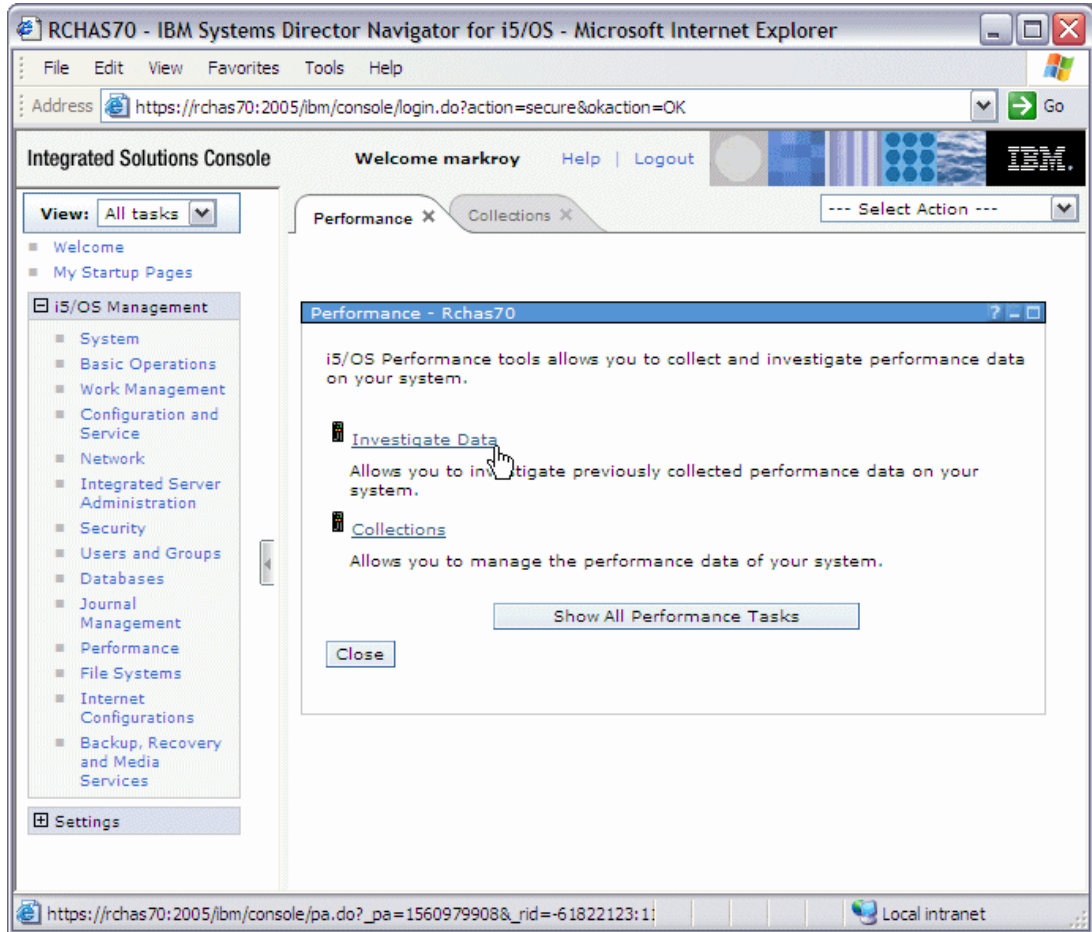 RCHAS70 - IBM Systems Director Navigator for i5/OS - Microsoft Internet Explorer
File Edit View Favorites Tools Help
Address https://rchas70:2005/ibm/console/login.do?action=secure&okaction=OK Go
Integrated Solutions Console Welcome markroy Help | Logout IBM.
View: All tasks
Performance Collections --- Select Action ---
Welcome
My Startup Pages
i5/OS Management
System
Basic Operations
Work Management
Configuration and
Service
Network
Integrated Server
Administration
Security
Users and Groups
Databases
Journal
Management
Performance
File Systems
Internet
Configurations
Backup, Recovery
and Media
Services
Settings
Performance - Rchas70
i5/OS Performance tools allows you to collect and investigate performance data
on your system.
Investigate Data
Allows you to investigate previously collected performance data on your
system.
Collections
Allows you to manage the performance data of your system.
Show All Performance Tasks
Close
https://rchas70:2005/ibm/console/pa.do?_pa=1560979908&_rid=-61822123:1 Local intranet